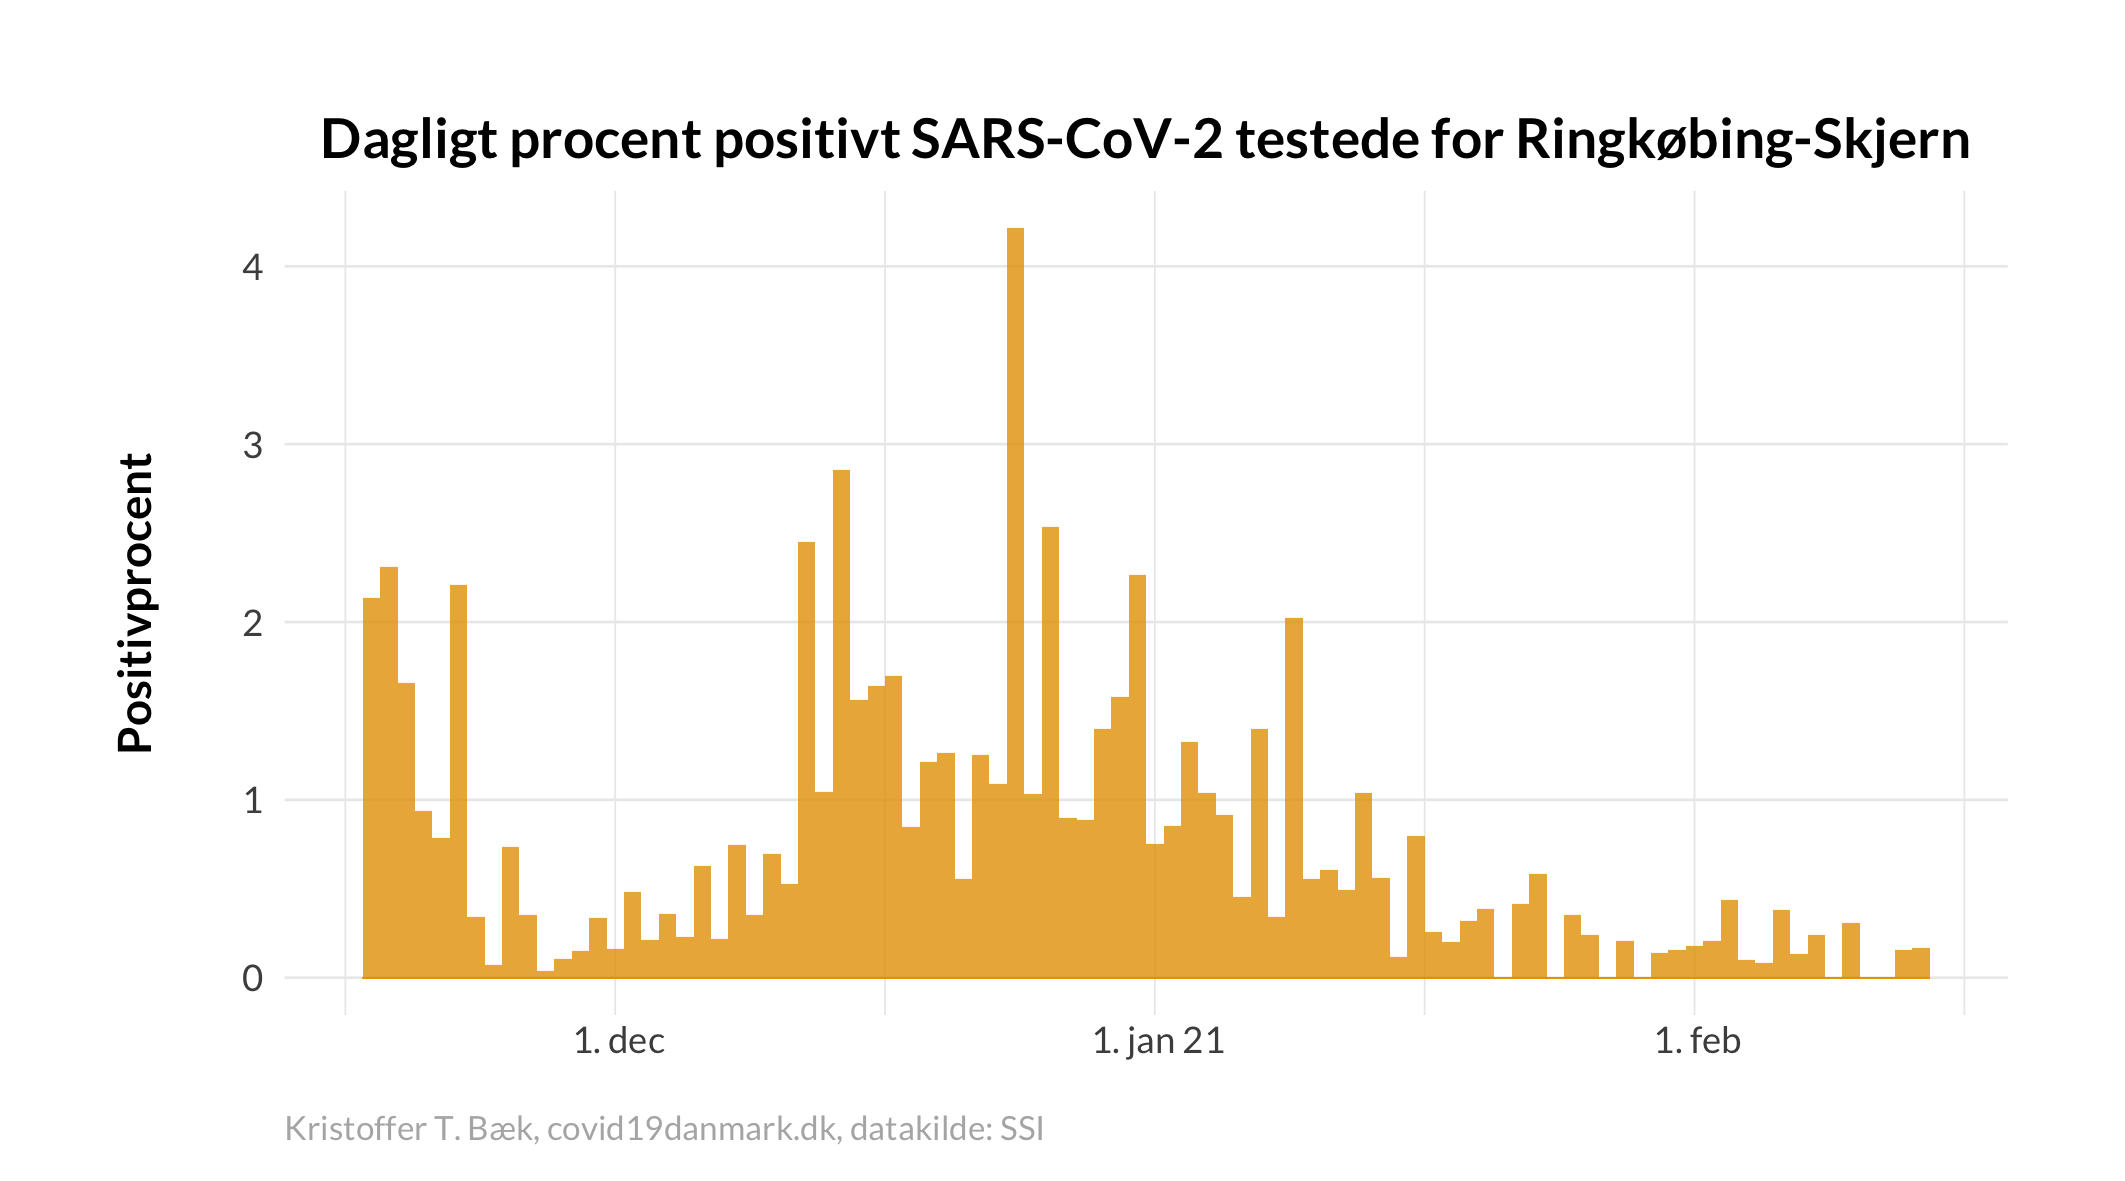 Dagligt procent positivt SARS-CoV-2 testede for Ringkøbing-Skjern
Positivprocent
4
3
2
1
0
1. dec
1. jan 21
1. feb
Kristoffer T. Bæk, covid19danmark.dk, datakilde: SSI